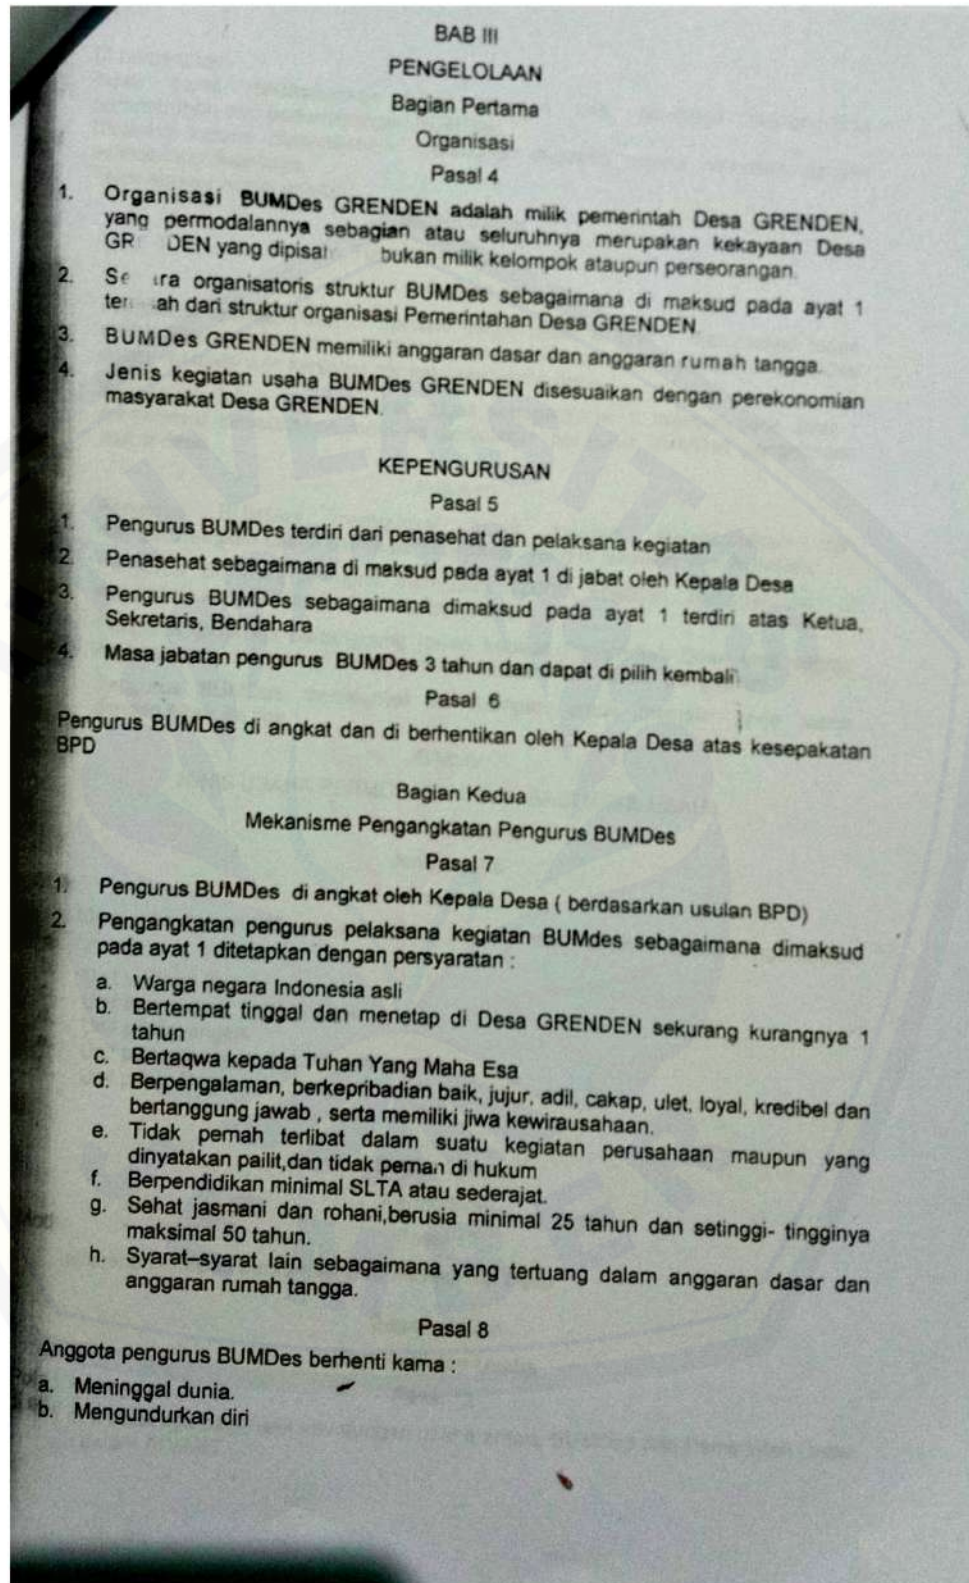 BAB III
PENGELOLAAN
Bagian Pertama
Organisasi
Pasal 4
1. Organisasi BUMDes GRENDEN adalah milik pemerintah Desa GRENDEN,
yang permodalannya sebagian atau seluruhnya merupakan kekayaan Desa
GR DEN yang dipisa bukan milik kelompok ataupun perseorangan.
2. Se ra organisatoris struktur BUMDes sebagaimana di maksud pada ayat 1
ter ah dari struktur organisasi Pemerintahan Desa GRENDEN
3. BUMDes GRENDEN memiliki anggaran dasar dan anggaran rumah tangga.
4. Jenis kegiatan usaha BUMDes GRENDEN disesuaikan dengan perekonomian
masyarakat Desa GRENDEN.
KEPENGURUSAN
Pasal 5
1. Pengurus BUMDes terdiri dari penasehat dan pelaksana kegiatan
2. Penasehat sebagaimana di maksud pada ayat 1 di jabat oleh Kepala Desa
3. Pengurus BUMDes sebagaimana dimaksud pada ayat 1 terdiri atas Ketua,
Sekretaris, Bendahara
4. Masa jabatan pengurus BUMDes 3 tahun dan dapat di pilih kembali
Pasal 6
Pengurus BUMDes di angkat dan di berhentikan oleh Kepala Desa atas kesepakatan
BPD
Bagian Kedua
Mekanisme Pengangkatan Pengurus BUMDes
Pasal 7
1. Pengurus BUMDes di angkat oleh Kepala Desa ( berdasarkan usulan BPD)
2. Pengangkatan pengurus pelaksana kegiatan BUMdes sebagaimana dimaksud
pada ayat 1 ditetapkan dengan persyaratan :
a. Warga negara Indonesia asli
b. Bertempat tinggal dan menetap di Desa GRENDEN sekurang kurangnya 1
tahun
c. Bertaqwa kepada Tuhan Yang Maha Esa
d. Berpengalaman, berkepribadian baik, jujur, adil, cakap, ulet, loyal, kredibel dan
bertanggung jawab , serta memiliki jiwa kewirausahaan.
e. Tidak pernah terlibat dalam suatu kegiatan perusahaan maupun yang
dinyatakan pailit,dan tidak pernah di hukum
f. Berpendidikan minimal SLTA atau sederajat.
g. Sehat jasmani dan rohani,berusia minimal 25 tahun dan setinggi- tingginya
maksimal 50 tahun.
h. Syarat–syarat lain sebagaimana yang tertuang dalam anggaran dasar dan
anggaran rumah tangga.
Pasal 8
Anggota pengurus BUMDes berhenti karna :
a. Meninggal dunia.
b. Mengundurkan diri